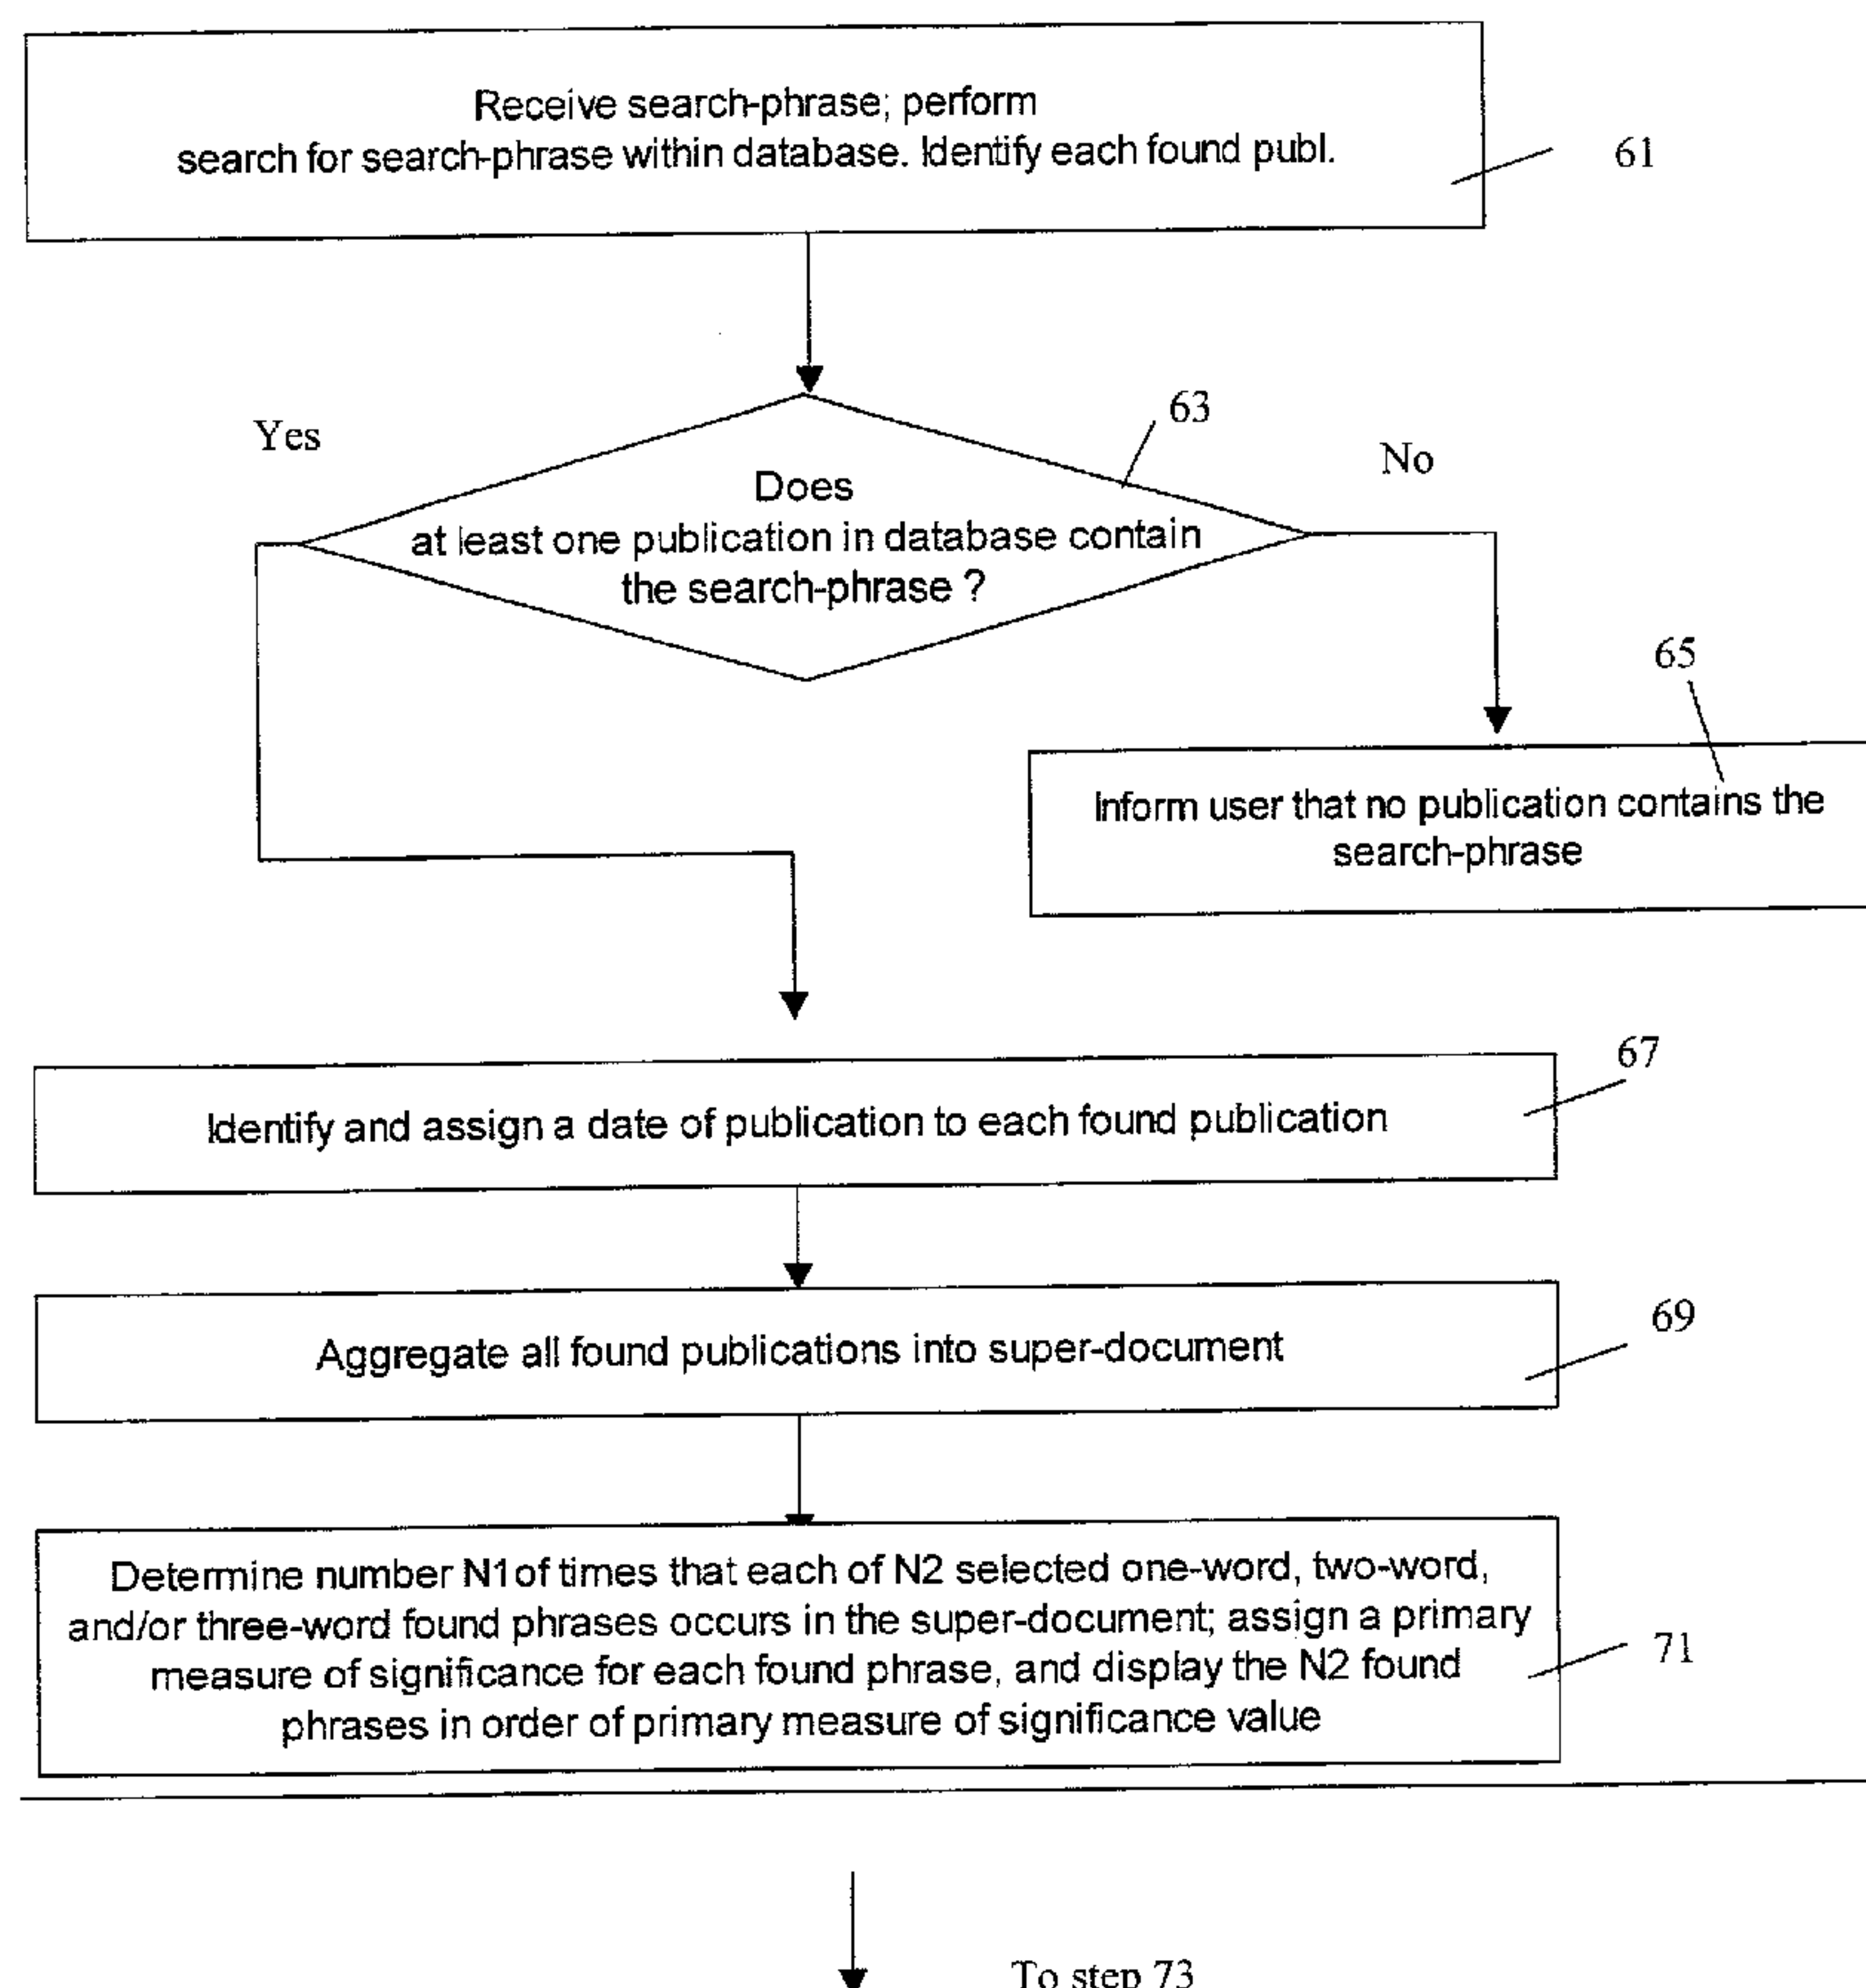 Receive search-phrase; perform
search for search-phrase within database. Identify each found publ.
61
63
Yes
No
Does
at least one publication in database contain
the search-phrase ?
65
Inform user that no publication contains the
search-phrase
67
Identify and assign a date of publication to each found publication
69
Aggregate all found publications into super-document
Determine number N1 of times that each of N2 selected one-word, two-word,
and/or three-word found phrases occurs in the super-document; assign a primary
measure of significance for each found phrase, and display the N2 found
phrases in order of primary measure of significance value
71
To step 73